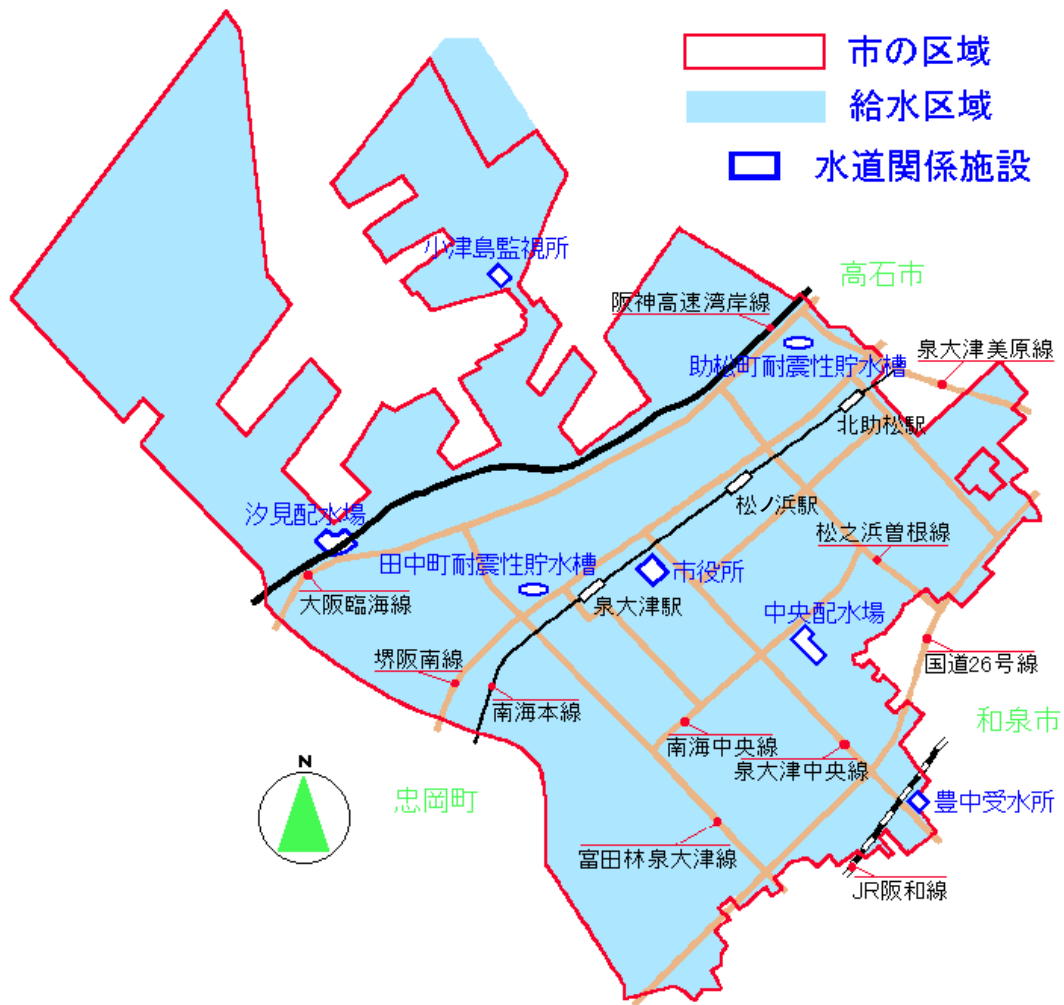 市の区域
給水区域
水道関係施設
小津島監視所
高石市
阪神高速湾岸線
泉大津美原線
助松町耐震性貯水槽
北助松駅
松ノ浜駅
汐見配水場
松之浜曽根線
田中町耐震性貯水槽
市役所
大阪臨海線
泉大津駅
中央配水場
堺阪南線
国道26号線
南海本線
和泉市
南海中央線
泉大津中央線
N
忠岡町
豊中受水所
富田林泉大津線
JR阪和線